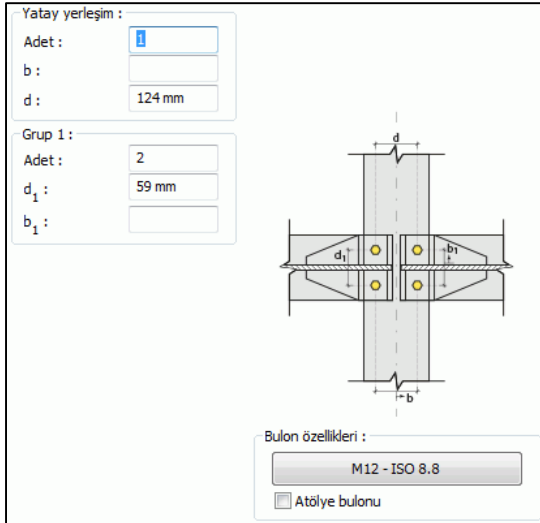 Yatay yerleşim :
Adet : 1
b :
d : 124 mm
Grup 1 :
Adet : 2
d1 : 59 mm
b1 :
d
d1 b1
b
Bulon özellikleri :
M12 - ISO 8.8
Atölye bulonu